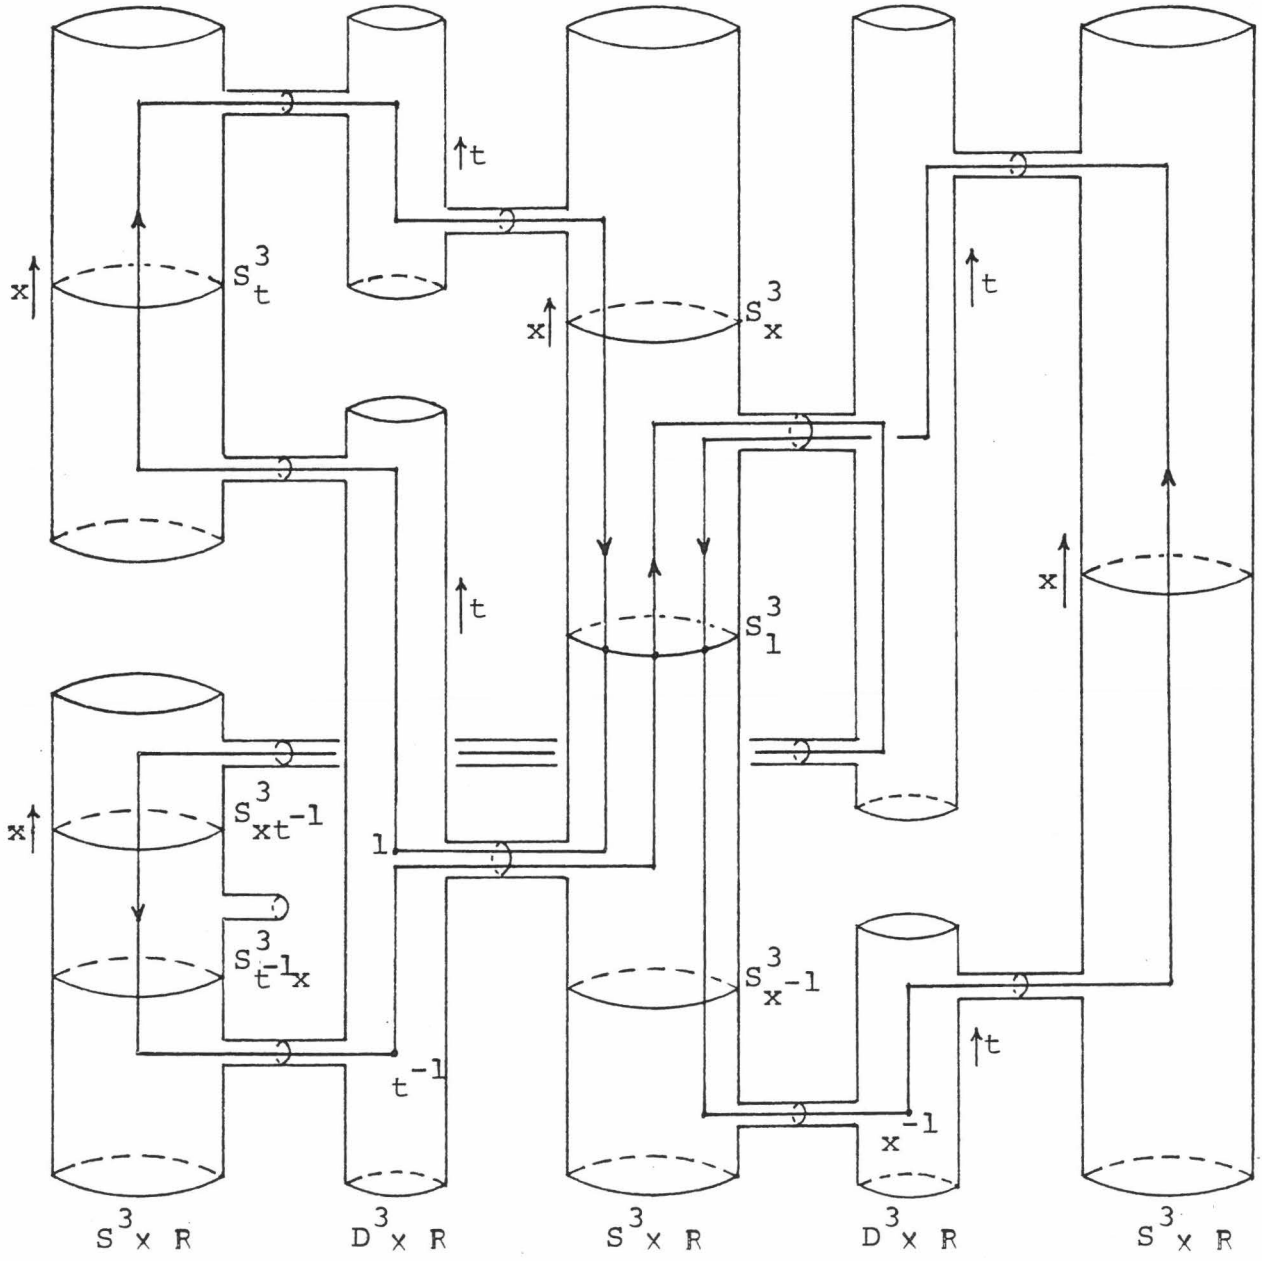 t
x
S³ₜ
x
S³ₓ
t
t
x
S³₁
x
S³ₓₜ⁻¹
1
S³ₜ⁻¹ₓ
S³ₓ⁻¹
t
t⁻¹
x⁻¹
S³ x R
D³ x R
S³ x R
D³ x R
S³ x R